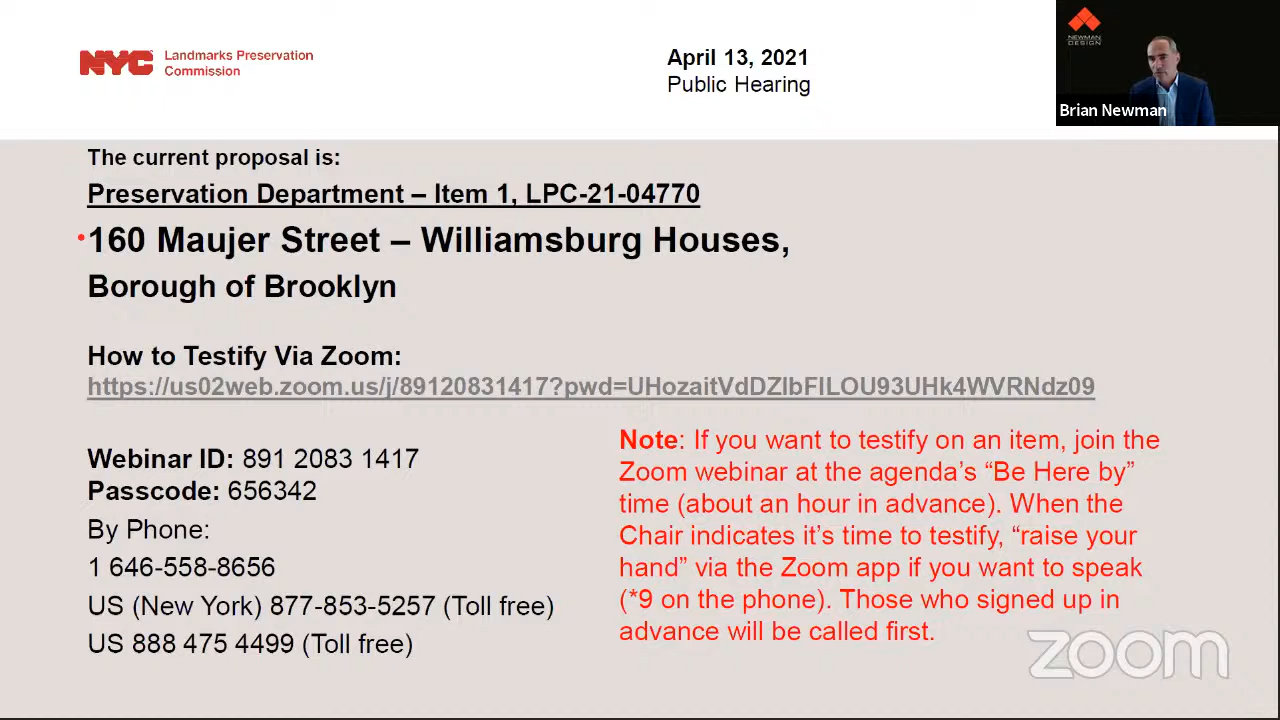 NYC Landmarks Preservation
Commission
April 13, 2021
Public Hearing
NEWMAN
DESIGN
Brian Newman
The current proposal is:
Preservation Department – Item 1, LPC-21-04770
•160 Maujer Street – Williamsburg Houses,
Borough of Brooklyn
How to Testify Via Zoom:
https://us02web.zoom.us/j/89120831417?pwd=UHozaitVdDZIbFlLOU93UHk4WVRNdz09
Webinar ID: 891 2083 1417
Passcode: 656342
By Phone:
1 646-558-8656
US (New York) 877-853-5257 (Toll free)
US 888 475 4499 (Toll free)
Note: If you want to testify on an item, join the
Zoom webinar at the agenda’s “Be Here by”
time (about an hour in advance). When the
Chair indicates it’s time to testify, “raise your
hand” via the Zoom app if you want to speak
(*9 on the phone). Those who signed up in
advance will be called first.
zoom